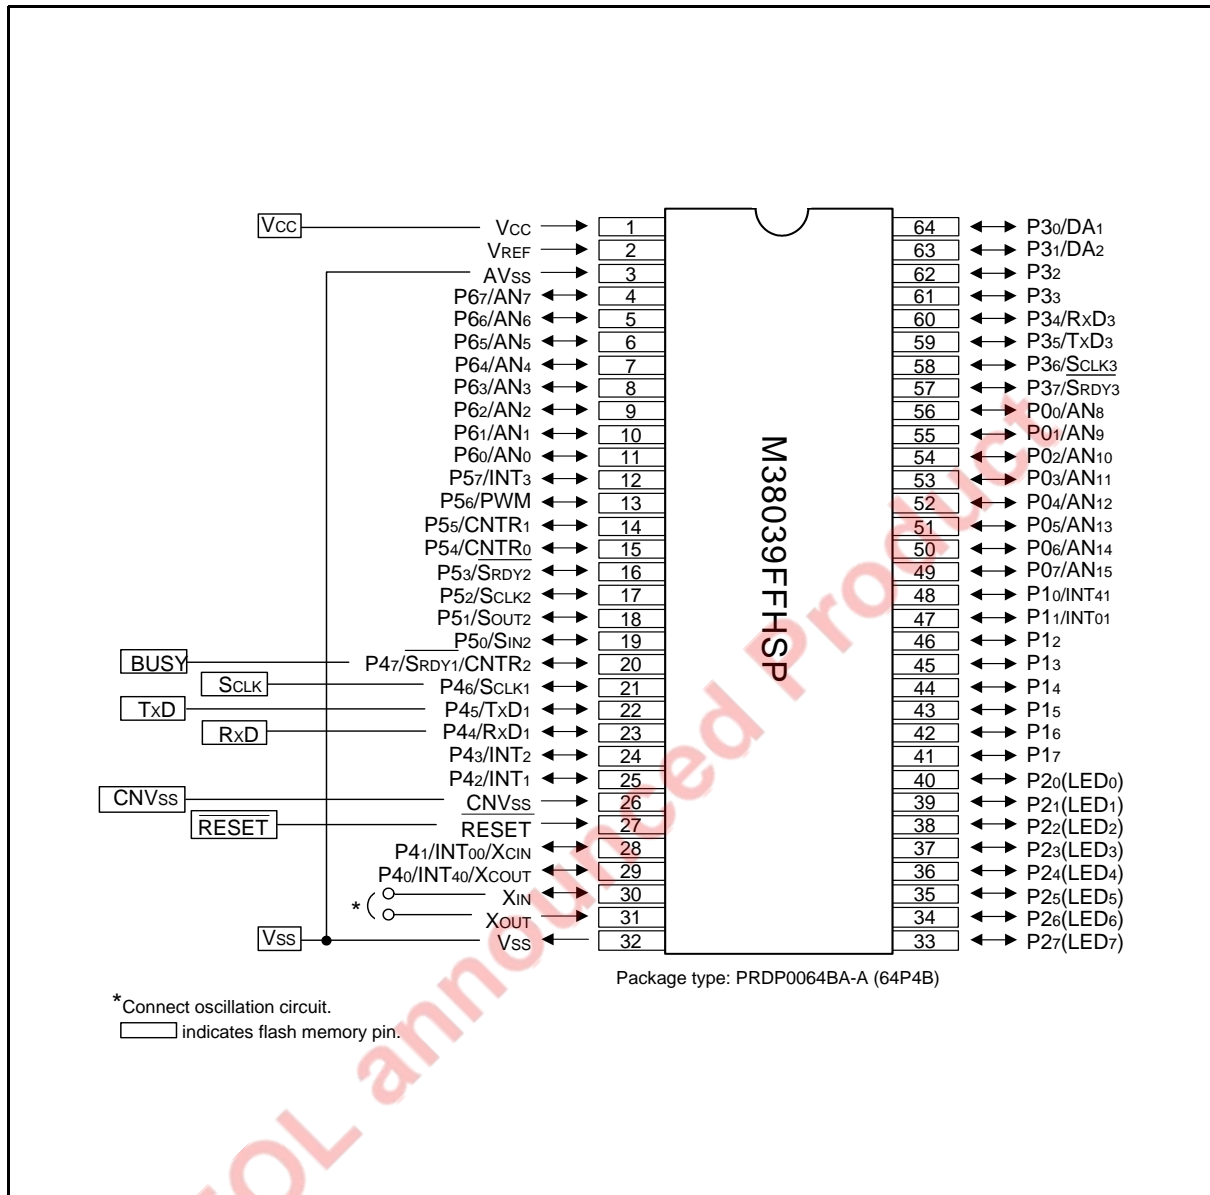 VCC VCC 1 64 P30/DA1
VREF 2 63 P31/DA2
AVSS 3 62 P32
P67/AN7 4 61 P33
P66/AN6 5 60 P34/RXD3
P65/AN5 6 59 P35/TXD3
P64/AN4 7 58 P36/SCLK3
P63/AN3 8 57 P37/SRDY3
P62/AN2 9 56 P00/AN8
P61/AN1 10 55 P01/AN9
P60/AN0 11 54 P02/AN10
P57/INT3 12 53 P03/AN11
P56/PWM 13 52 P04/AN12
P55/CNTR1 14 51 P05/AN13
P54/CNTR0 15 50 P06/AN14
P53/SRDY2 16 49 P07/AN15
P52/SCLK2 17 48 P10/INT41
P51/SOUT2 18 47 P11/INT01
P50/SIN2 19 46 P12
BUSY P47/SRDY1/CNTR2 20 45 P13
SCLK P46/SCLK1 21 44 P14
TXD P45/TXD1 22 43 P15
RXD P44/RXD1 23 42 P16
P43/INT2 24 41 P17
P42/INT1 25 40 P20(LED0)
CNVSS CNVSS 26 39 P21(LED1)
RESET RESET 27 38 P22(LED2)
P41/INT00/XCIN 28 37 P23(LED3)
P40/INT40/XCOUT 29 36 P24(LED4)
* XIN 30 35 P25(LED5)
XOUT 31 34 P26(LED6)
VSS VSS 32 33 P27(LED7)
M38039FFHSP
Package type: PRDP0064BA-A (64P4B)
*Connect oscillation circuit.
indicates flash memory pin.
EOL announced Product